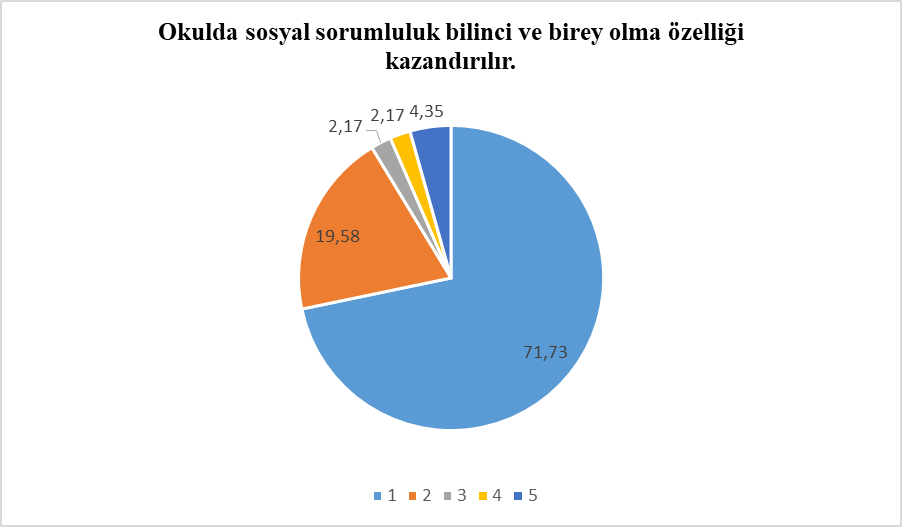 Okulda sosyal sorumluluk bilinci ve birey olma özelliği
kazandırılır.
2,17 2,17 4,35
19,58
71,73
1 2 3 4 5